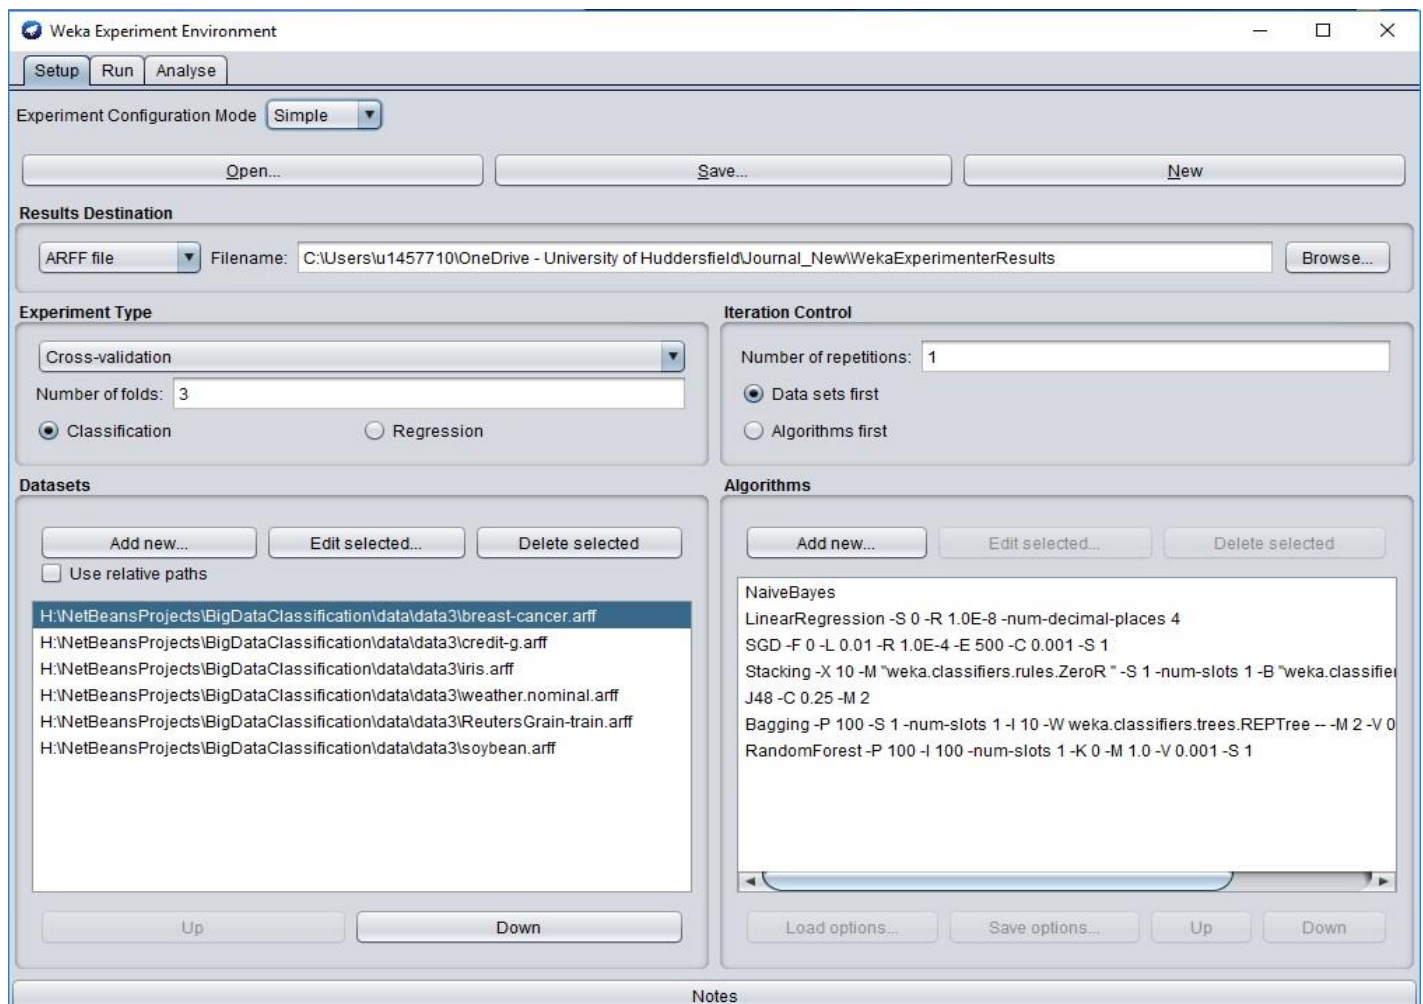 Weka Experiment Environment
Setup Run Analyse
Experiment Configuration Mode Simple
Open... Save... New
Results Destination
ARFF file Filename: C:\Users\u1457710\OneDrive - University of Huddersfield\Journal_New\WekaExperimenterResults Browse...
Experiment Type
Cross-validation
Number of folds: 3
Classification Regression
Iteration Control
Number of repetitions: 1
Data sets first
Algorithms first
Datasets
Add new... Edit selected... Delete selected
Use relative paths
H:\NetBeansProjects\BigDataClassification\data\data3\breast-cancer.arff
H:\NetBeansProjects\BigDataClassification\data\data3\credit-g.arff
H:\NetBeansProjects\BigDataClassification\data\data3\iris.arff
H:\NetBeansProjects\BigDataClassification\data\data3\weather.nominal.arff
H:\NetBeansProjects\BigDataClassification\data\data3\ReutersGrain-train.arff
H:\NetBeansProjects\BigDataClassification\data\data3\soybean.arff
Up Down
Algorithms
Add new... Edit selected... Delete selected
NaiveBayes
LinearRegression -S 0 -R 1.0E-8 -num-decimal-places 4
SGD -F 0 -L 0.01 -R 1.0E-4 -E 500 -C 0.001 -S 1
Stacking -X 10 -M "weka.classifiers.rules.ZeroR " -S 1 -num-slots 1 -B "weka.classifier
J48 -C 0.25 -M 2
Bagging -P 100 -S 1 -num-slots 1 -I 10 -W weka.classifiers.trees.REPTree -- -M 2 -V 0
RandomForest -P 100 -I 100 -num-slots 1 -K 0 -M 1.0 -V 0.001 -S 1
Load options... Save options... Up Down
Notes